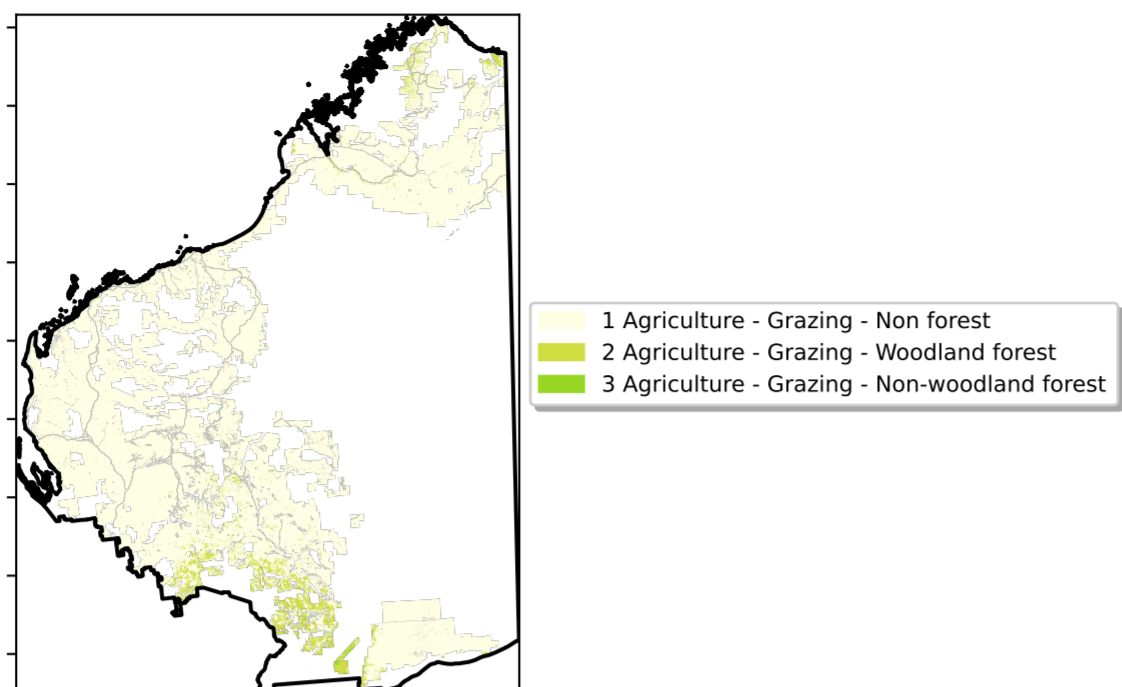 1 Agriculture - Grazing - Non forest
2 Agriculture - Grazing - Woodland forest
3 Agriculture - Grazing - Non-woodland forest